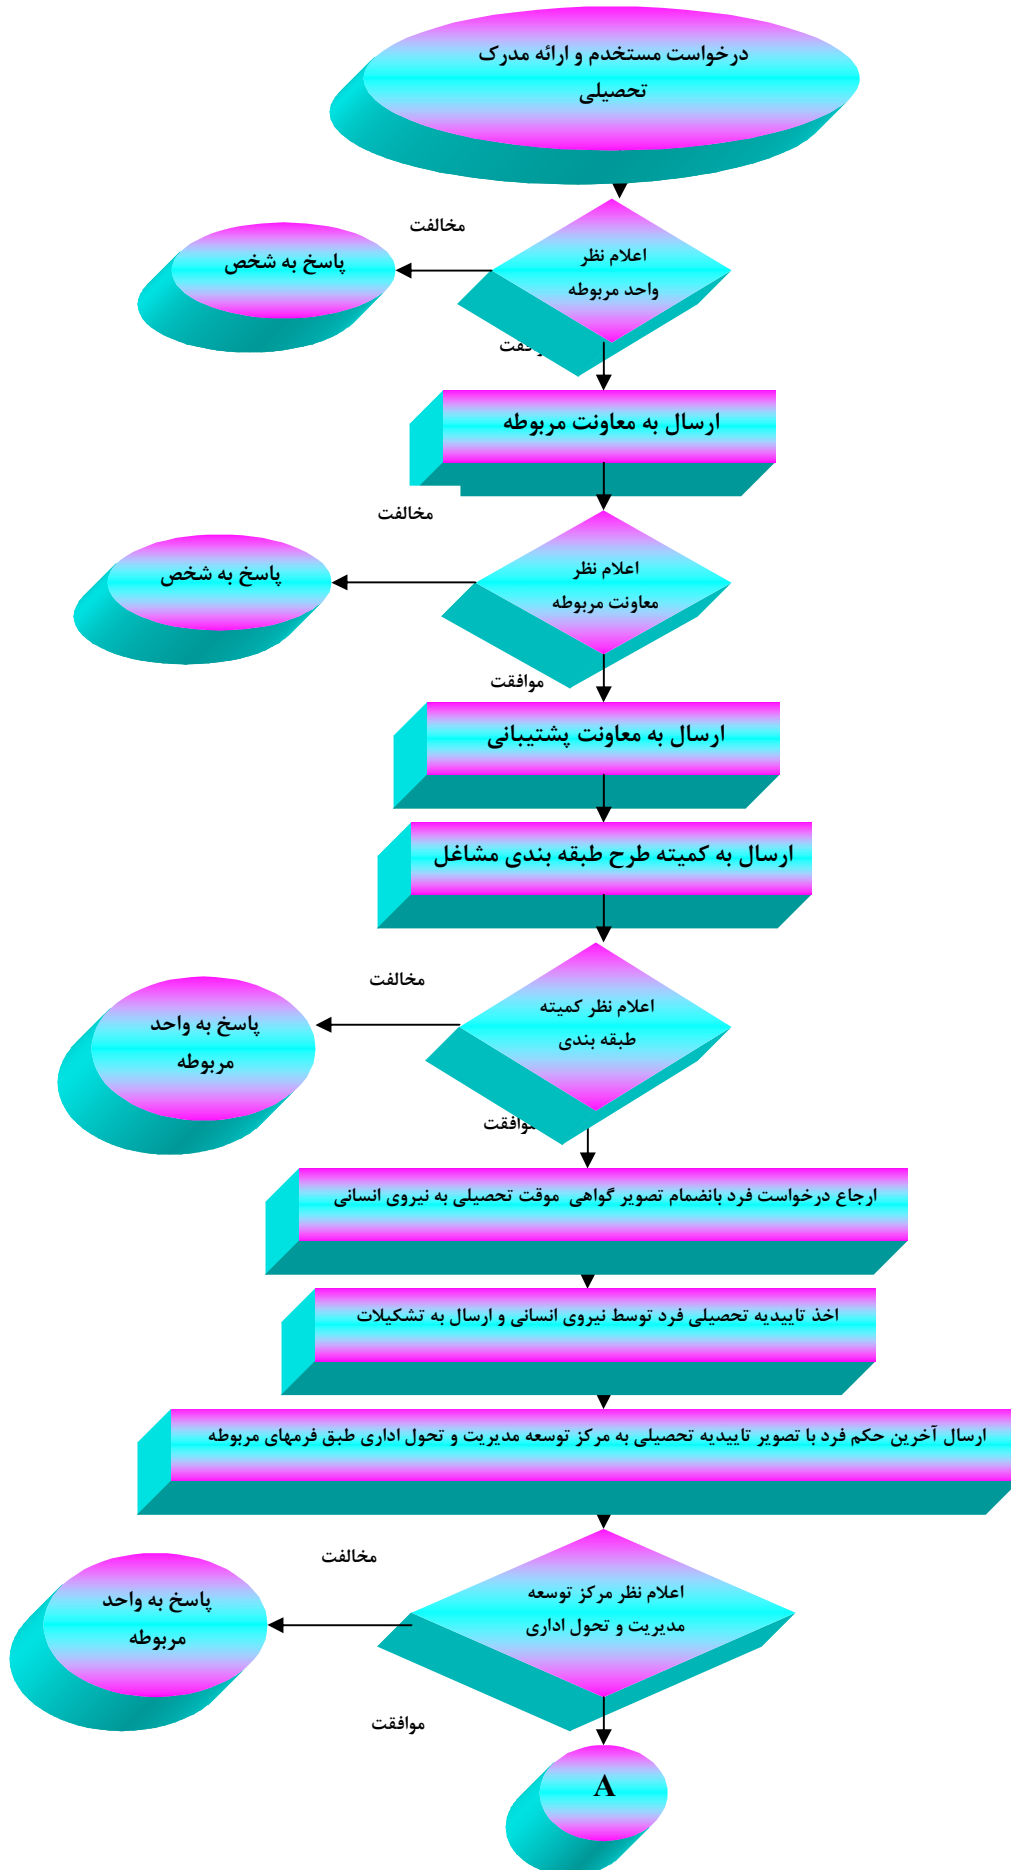 درخواست مستخدم و ارائه مدرک
تحصیلی
مخالفت
اعلام نظر
واحد مربوطه
پاسخ به شخص
موافقت
ارسال به معاونت مربوطه
مخالفت
اعلام نظر
معاونت مربوطه
پاسخ به شخص
موافقت
ارسال به معاونت پشتیبانی
ارسال به کمیته طرح طبقه بندی مشاغل
مخالفت
اعلام نظر کمیته
طبقه بندی
پاسخ به واحد
مربوطه
موافقت
ارجاع درخواست فرد بانضمام تصویر گواهی موقت تحصیلی به نیروی انسانی
اخذ تاییدیه تحصیلی فرد توسط نیروی انسانی و ارسال به تشکیلات
ارسال آخرین حکم فرد با تصویر تاییدیه تحصیلی به مرکز توسعه مدیریت و تحول اداری طبق فرمهای مربوطه
مخالفت
اعلام نظر مرکز توسعه
مدیریت و تحول اداری
پاسخ به واحد
مربوطه
موافقت
A